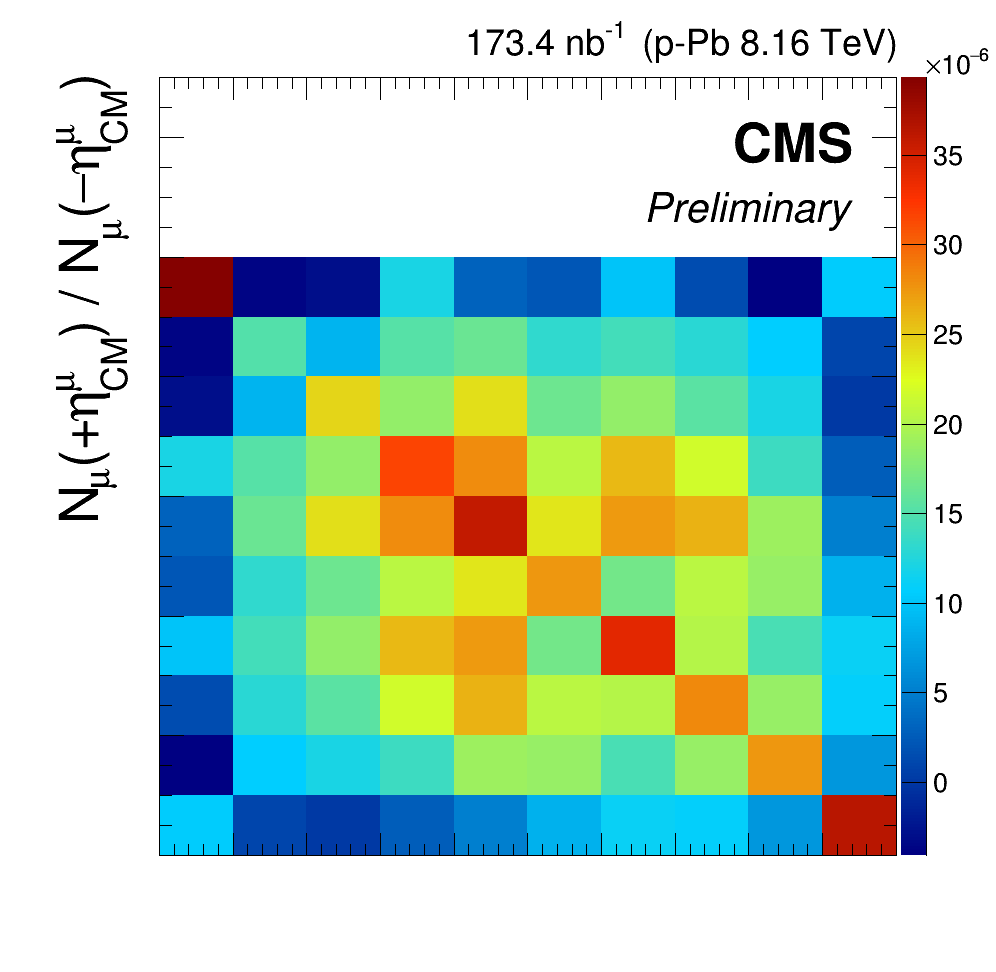 173.4 nb⁻¹ (p-Pb 8.16 TeV)
×10⁻⁶
CMS
Preliminary
N_μ(+η^μ_CM) / N_μ(−η^μ_CM)
35
30
25
20
15
10
5
0